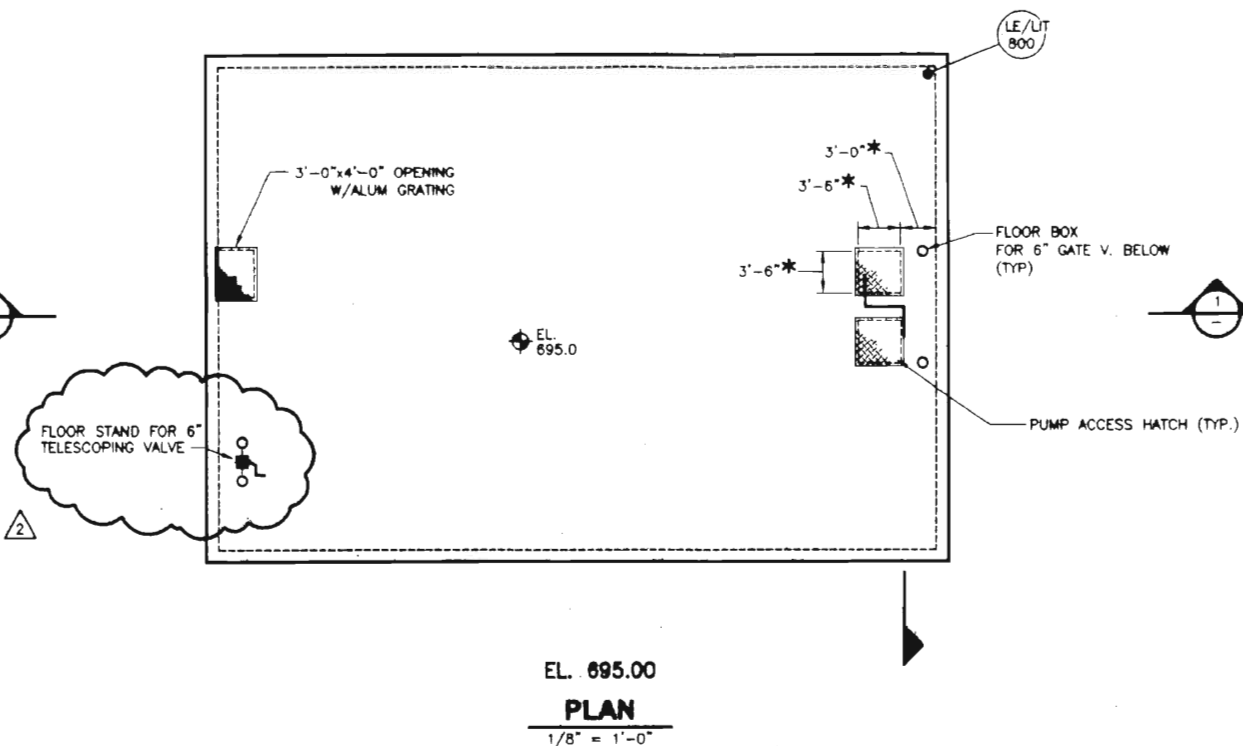 LE/LIT
800
3'-0"x4'-0" OPENING
W/ALUM GRATING
3'-0"*
3'-6"*
3'-6"*
FLOOR BOX
FOR 6" GATE V. BELOW
(TYP)
1
–
EL.
695.0
FLOOR STAND FOR 6"
TELESCOPING VALVE
PUMP ACCESS HATCH (TYP.)
2
EL. 695.00
PLAN
1/8" = 1'-0"